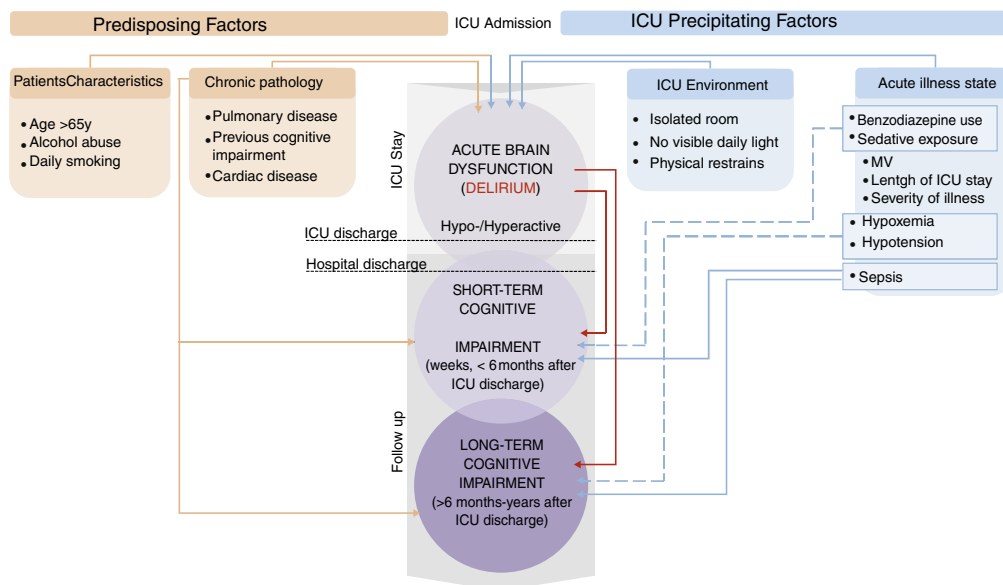 Predisposing Factors
ICU Admission
ICU Precipitating Factors
PatientsCharacteristics
• Age >65y
• Alcohol abuse
• Daily smoking
Chronic pathology
• Pulmonary disease
• Previous cognitive
impairment
• Cardiac disease
ICU Environment
• Isolated room
• No visible daily light
• Physical restrains
Acute illness state
• Benzodiazepine use
• Sedative exposure
• MV
• Lentgh of ICU stay
• Severity of illness
• Hypoxemia
• Hypotension
• Sepsis
ICU Stay
ACUTE BRAIN
DYSFUNCTION
(DELIRIUM)
Hypo-/Hyperactive
ICU discharge
Hospital discharge
SHORT-TERM
COGNITIVE
IMPAIRMENT
(weeks, < 6 months after
ICU discharge)
Follow up
LONG-TERM
COGNITIVE
IMPAIRMENT
(>6 months-years after
ICU discharge)